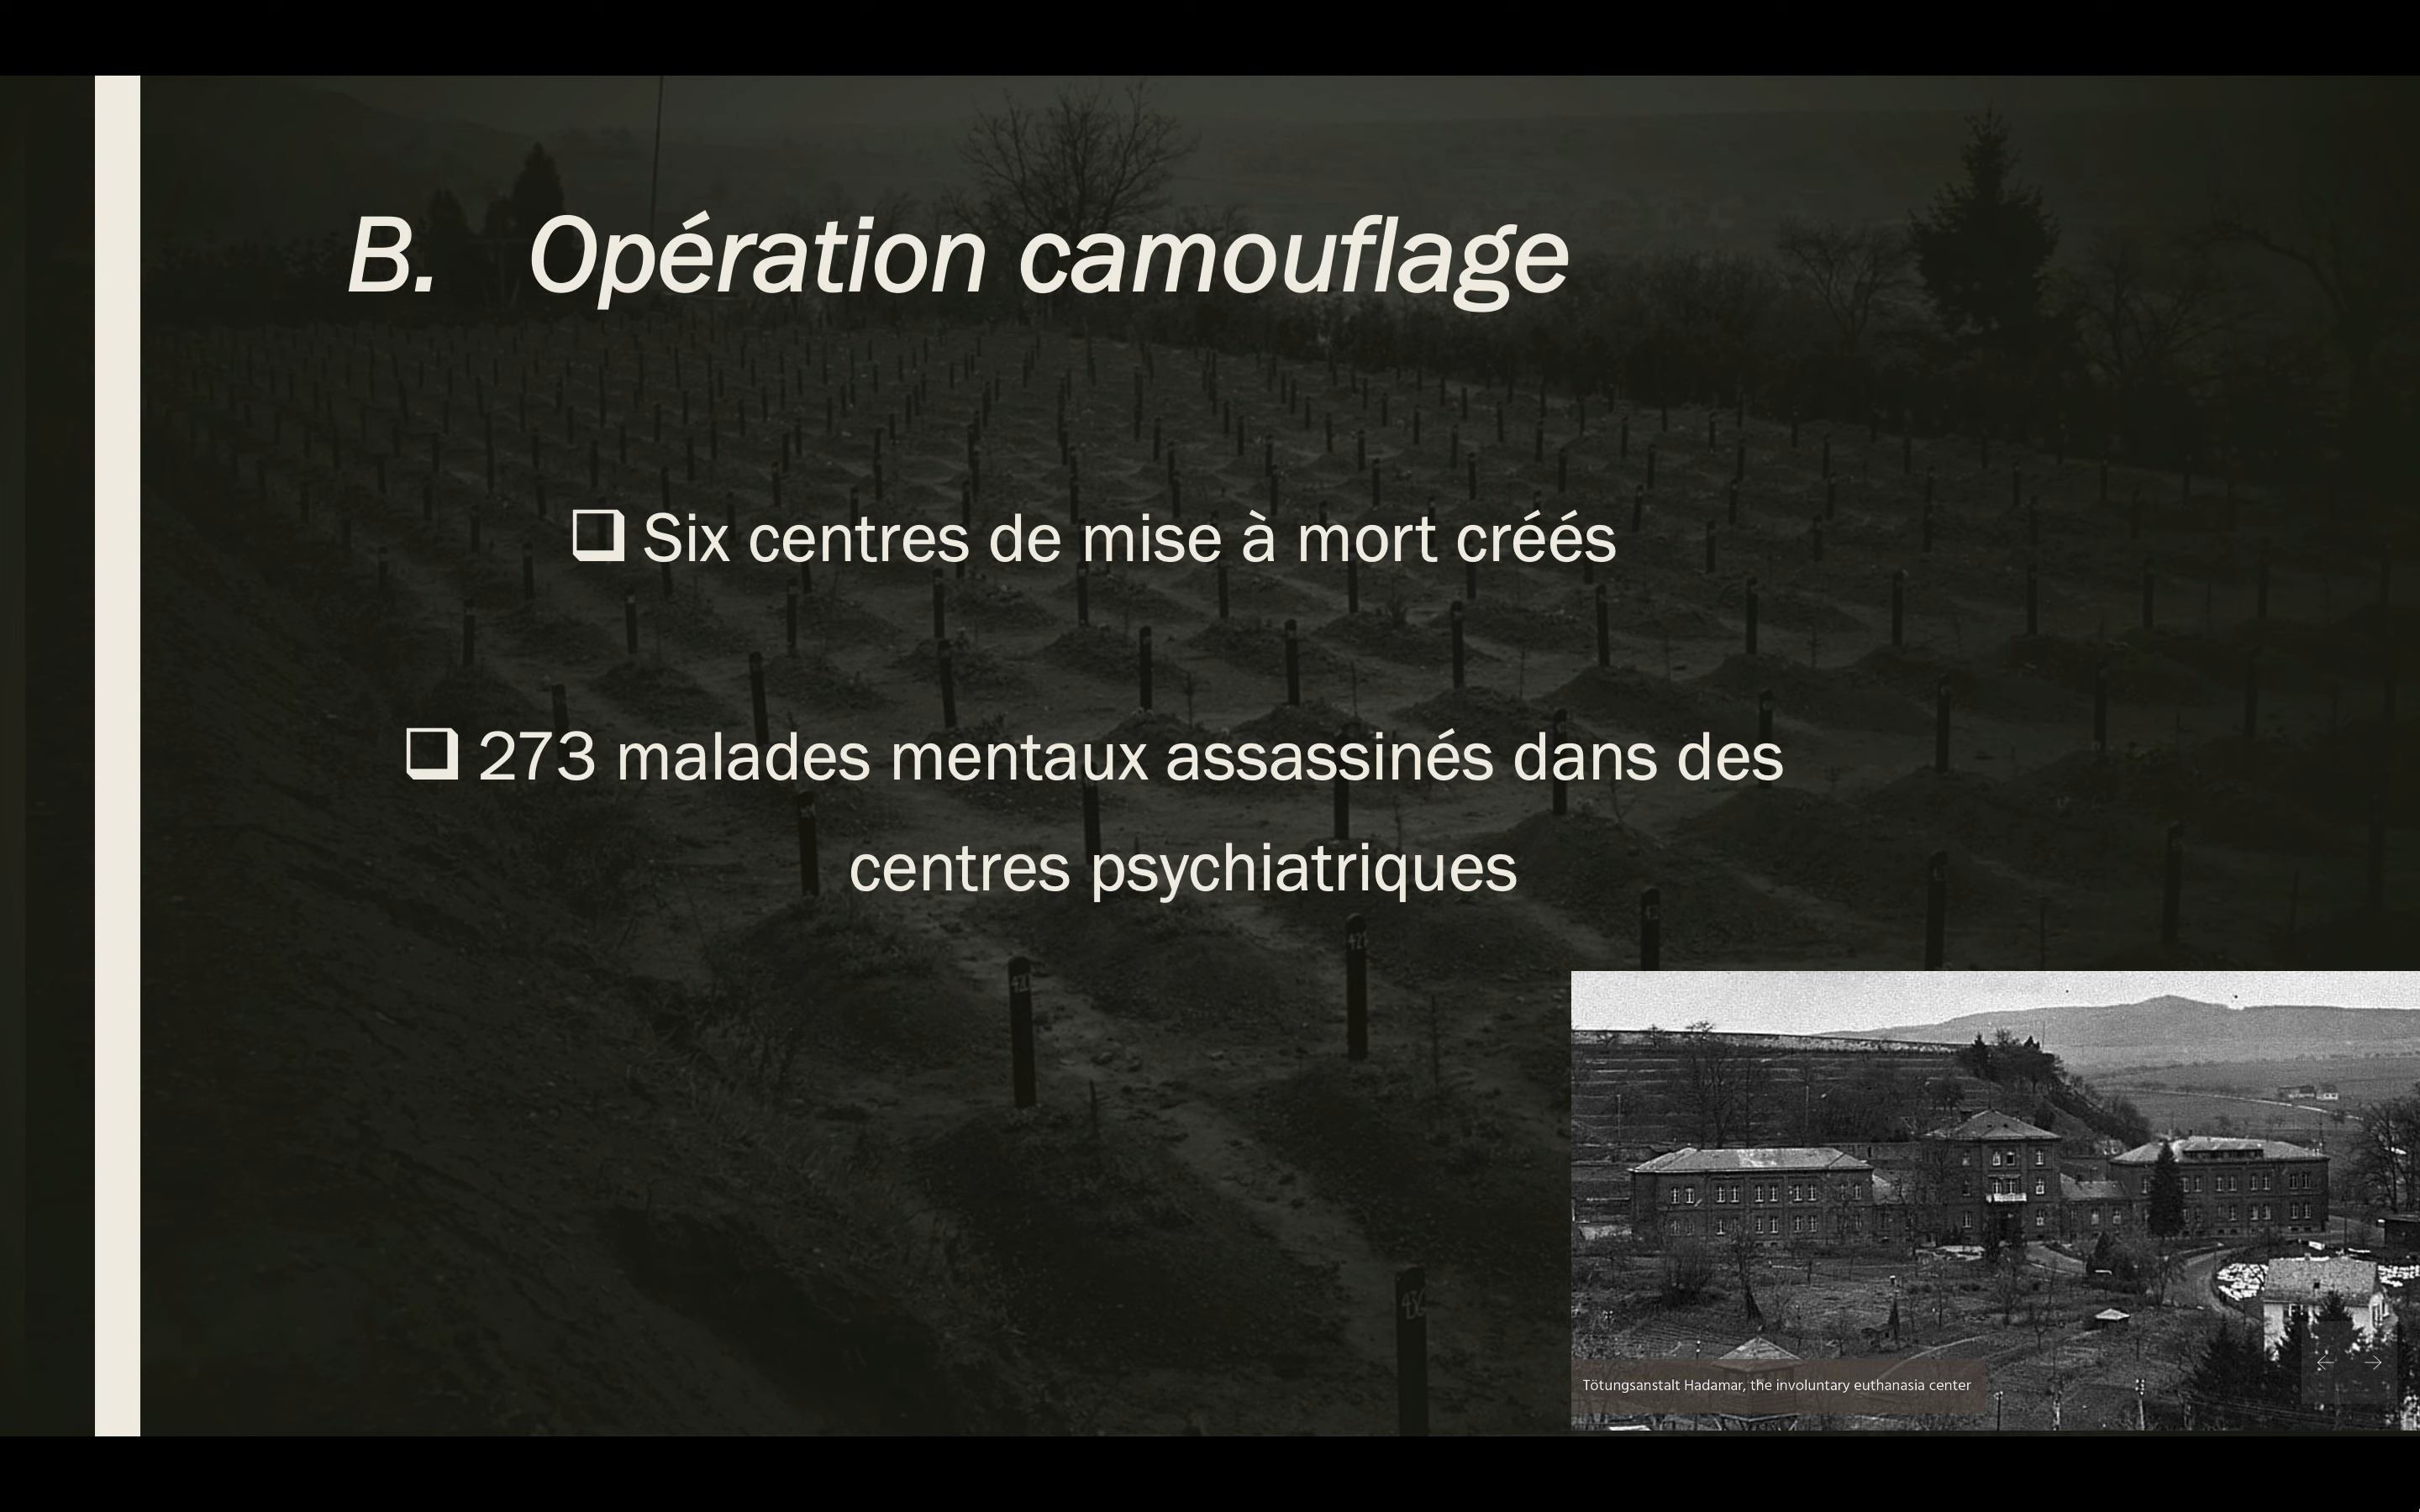 B. Opération camouflage
❑ Six centres de mise à mort créés
❑ 273 malades mentaux assassinés dans des
centres psychiatriques
421
Tötungsanstalt Hadamar, the involuntary euthanasia center